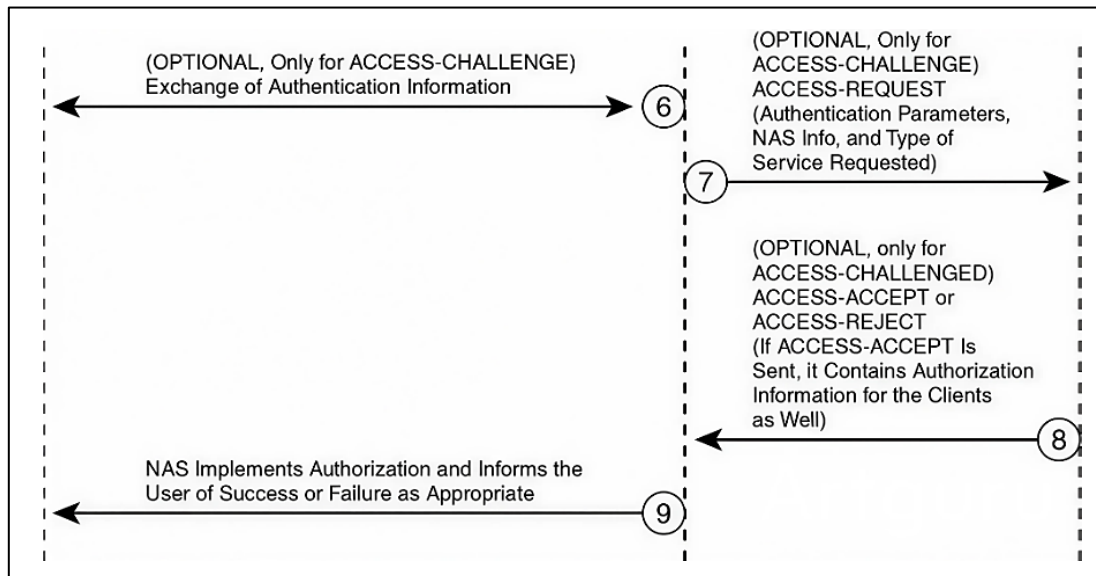 (OPTIONAL, Only for ACCESS-CHALLENGE)
Exchange of Authentication Information
6
(OPTIONAL, Only for
ACCESS-CHALLENGE)
ACCESS-REQUEST
(Authentication Parameters,
NAS Info, and Type of
Service Requested)
7
(OPTIONAL, only for
ACCESS-CHALLENGED)
ACCESS-ACCEPT or
ACCESS-REJECT
(If ACCESS-ACCEPT Is
Sent, it Contains Authorization
Information for the Clients
as Well)
8
NAS Implements Authorization and Informs the
User of Success or Failure as Appropriate
9